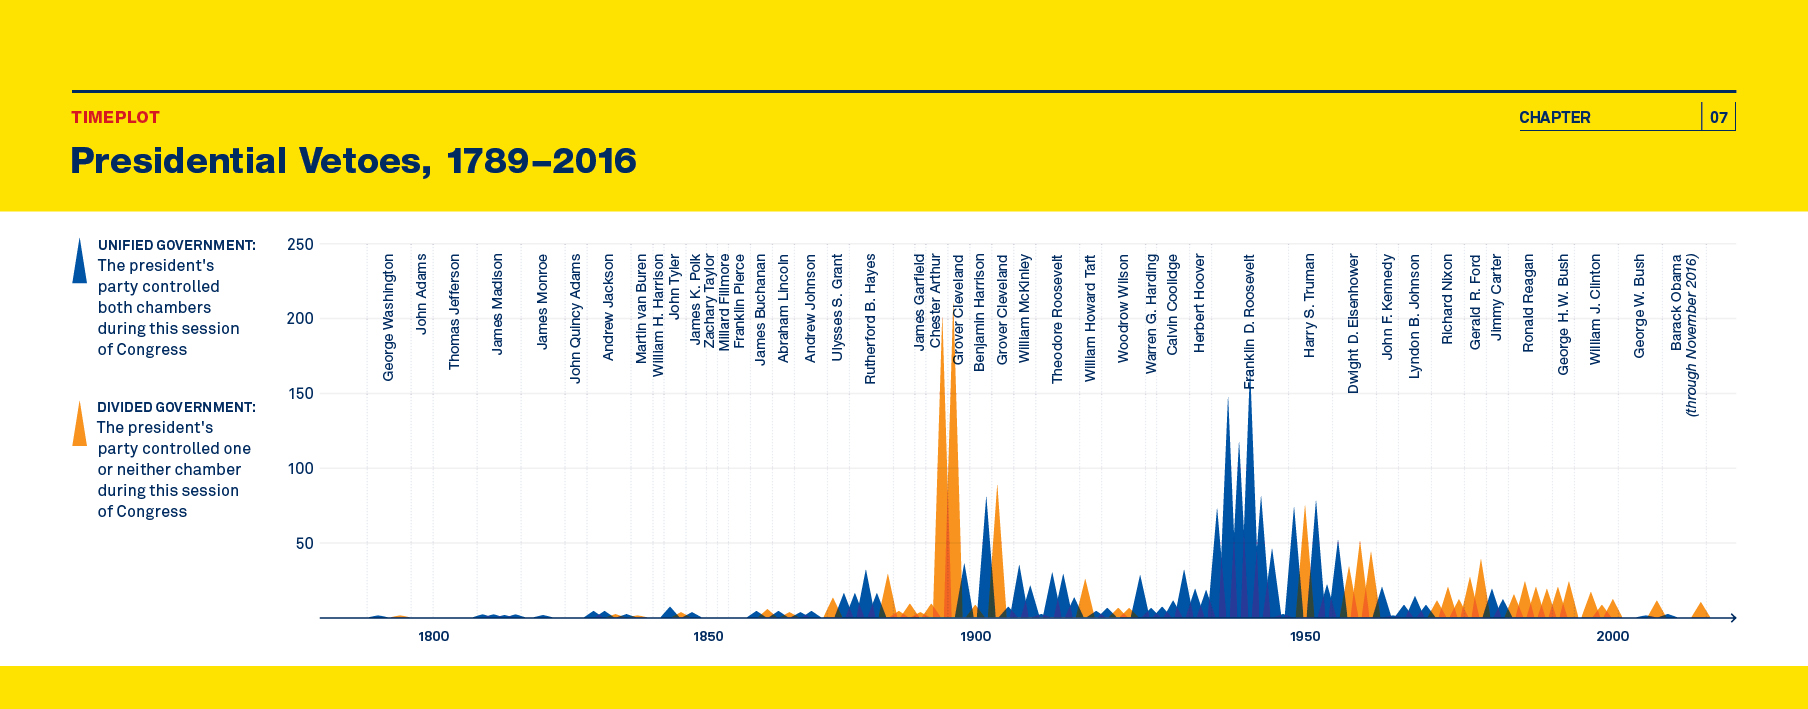 TIMEPLOT
CHAPTER 07
Presidential Vetoes, 1789–2016
UNIFIED GOVERNMENT:
The president's
party controlled
both chambers
during this session
of Congress
DIVIDED GOVERNMENT:
The president's
party controlled one
or neither chamber
during this session
of Congress
250
200
150
100
50
George Washington
John Adams
Thomas Jefferson
James Madison
James Monroe
John Quincy Adams
Andrew Jackson
Martin van Buren
William H. Harrison
John Tyler
James K. Polk
Zachary Taylor
Millard Fillmore
Franklin Pierce
James Buchanan
Abraham Lincoln
Andrew Johnson
Ulysses S. Grant
Rutherford B. Hayes
James Garfield
Chester Arthur
Grover Cleveland
Benjamin Harrison
Grover Cleveland
William McKinley
Theodore Roosevelt
William Howard Taft
Woodrow Wilson
Warren G. Harding
Calvin Coolidge
Herbert Hoover
Franklin D. Roosevelt
Harry S. Truman
Dwight D. Eisenhower
John F. Kennedy
Lyndon B. Johnson
Richard Nixon
Gerald R. Ford
Jimmy Carter
Ronald Reagan
George H. W. Bush
William J. Clinton
George W. Bush
Barack Obama
(through November 2016)
1800
1850
1900
1950
2000